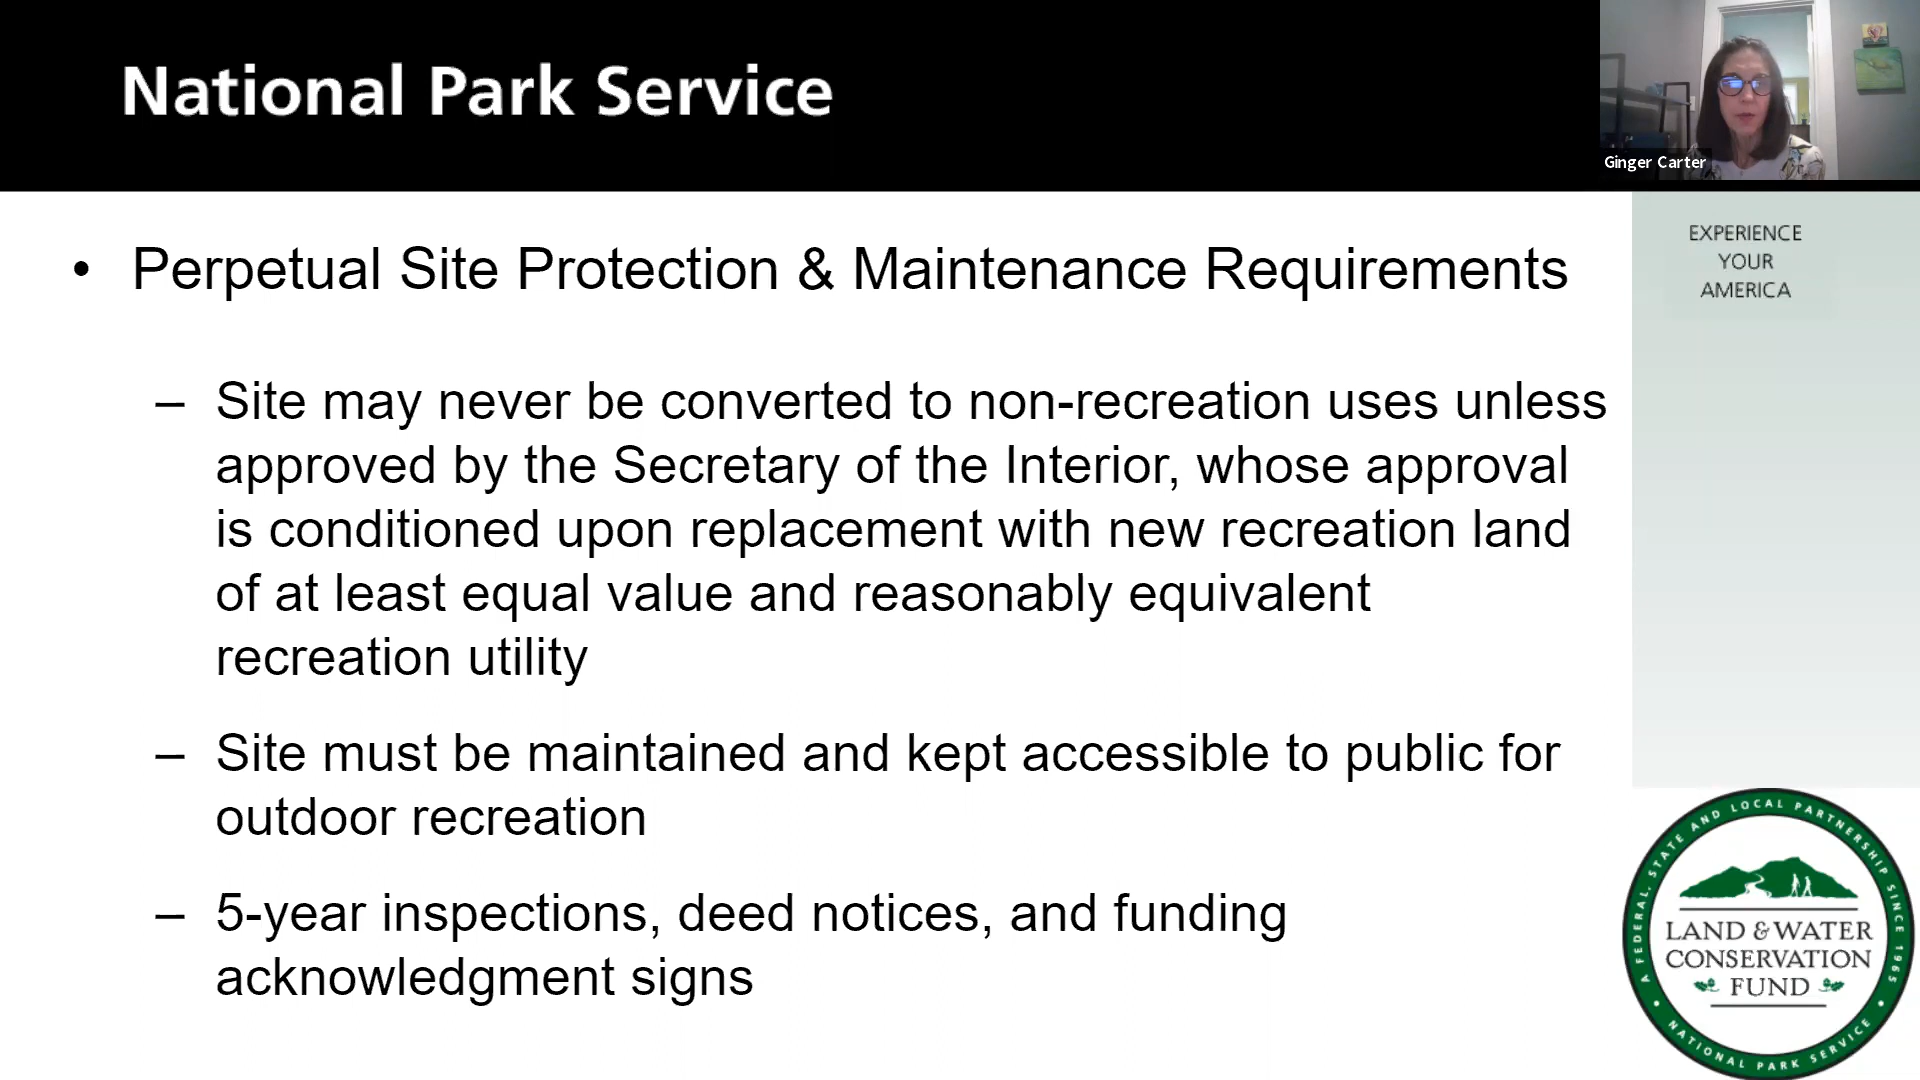 National Park Service
Ginger Carter
EXPERIENCE
YOUR
AMERICA
• Perpetual Site Protection & Maintenance Requirements
– Site may never be converted to non-recreation uses unless
approved by the Secretary of the Interior, whose approval
is conditioned upon replacement with new recreation land
of at least equal value and reasonably equivalent
recreation utility
– Site must be maintained and kept accessible to public for
outdoor recreation
– 5-year inspections, deed notices, and funding
acknowledgment signs
A FEDERAL, STATE AND LOCAL PARTNERSHIP SINCE 1965
LAND & WATER
CONSERVATION
FUND
• NATIONAL PARK SERVICE •